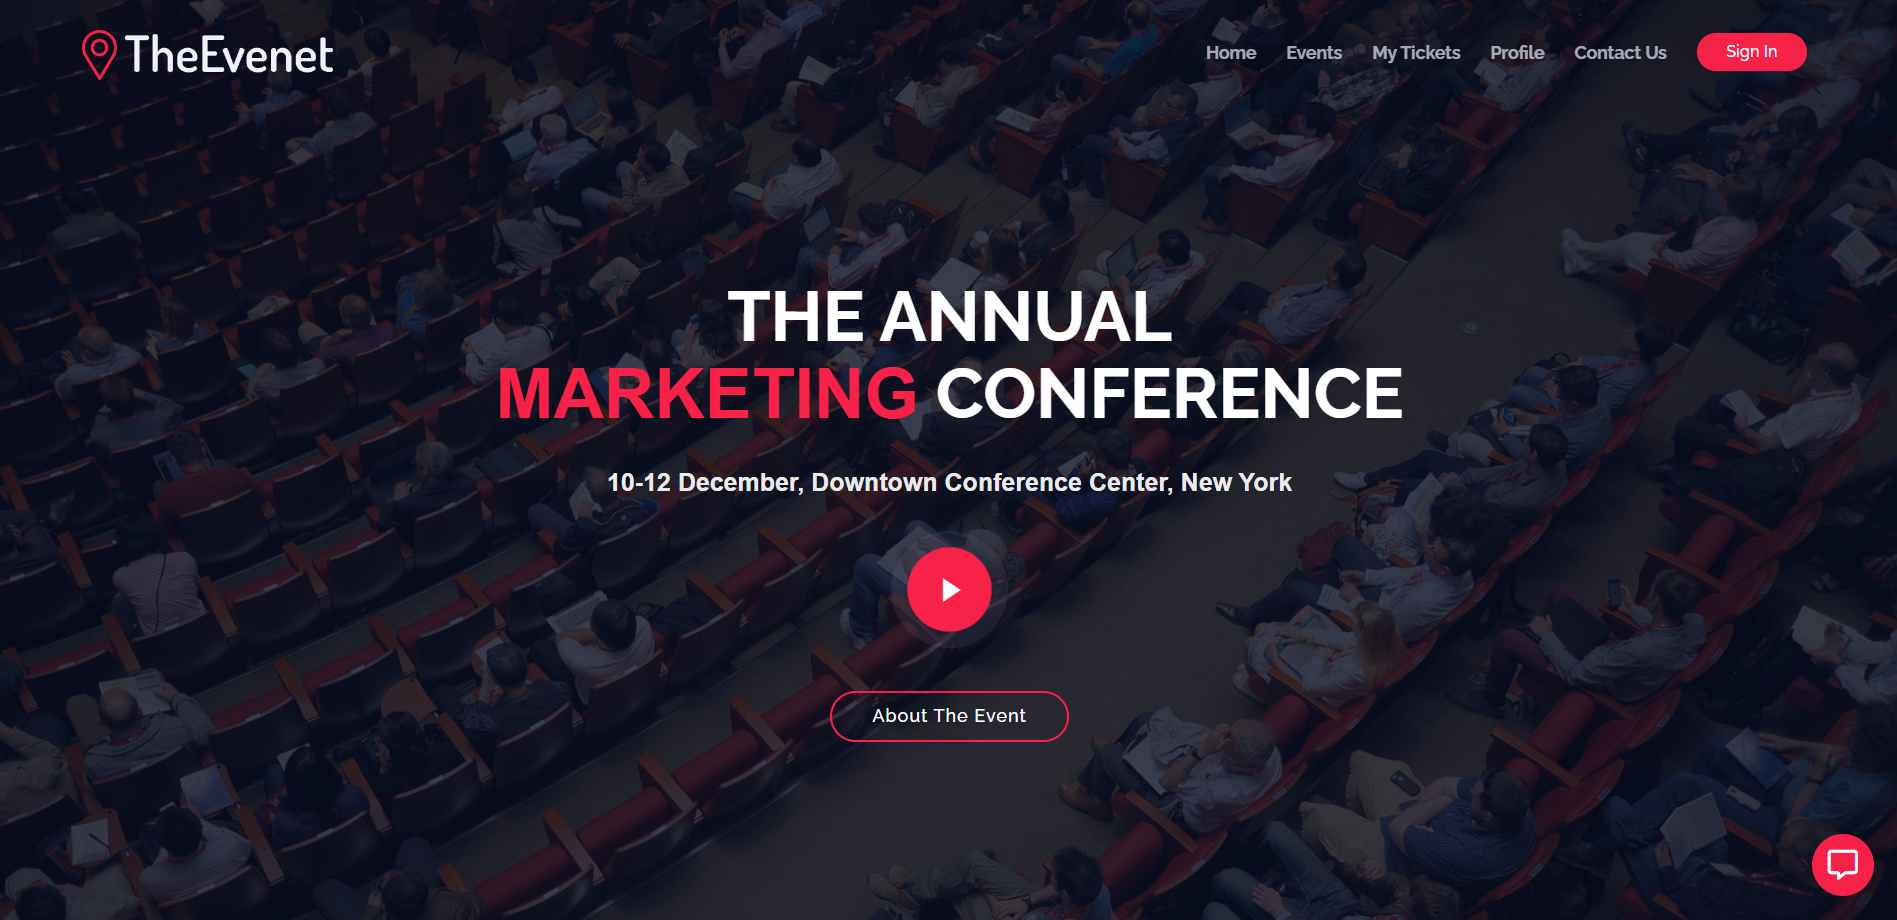 TheEvenet
Home Events My Tickets Profile Contact Us Sign In
THE ANNUAL
MARKETING CONFERENCE
10-12 December, Downtown Conference Center, New York
About The Event